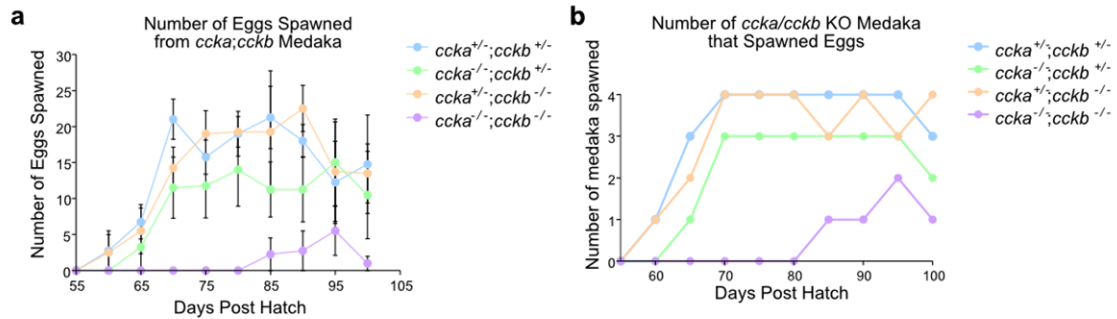 a
Number of Eggs Spawned
from ccka;cckb Medaka
Number of Eggs Spawned
30
25
20
15
10
5
0
55
65
75
85
95
105
Days Post Hatch
ccka+/-;cckb+/-
ccka-/-;cckb+/-
ccka+/-;cckb-/-
ccka-/-;cckb-/-
b
Number of ccka/cckb KO Medaka
that Spawned Eggs
Number of medaka spawned
4
3
2
1
0
60
70
80
90
100
Days Post Hatch
ccka+/-;cckb+/-
ccka-/-;cckb+/-
ccka+/-;cckb-/-
ccka-/-;cckb-/-